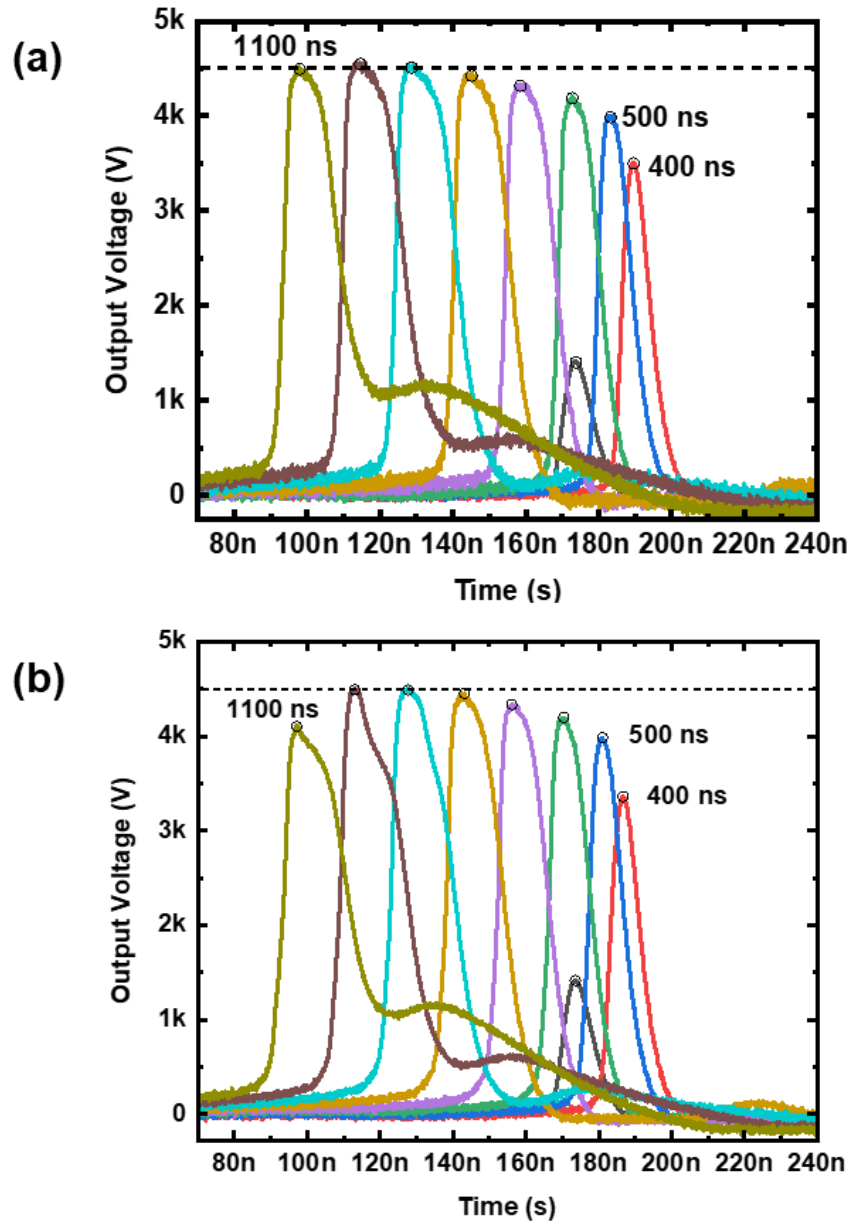 (a)
5k
4k
3k
2k
1k
0
Output Voltage (V)
1100 ns
500 ns
400 ns
80n 100n 120n 140n 160n 180n 200n 220n 240n
Time (s)
(b)
5k
4k
3k
2k
1k
0
Output Voltage (V)
1100 ns
500 ns
400 ns
80n 100n 120n 140n 160n 180n 200n 220n 240n
Time (s)